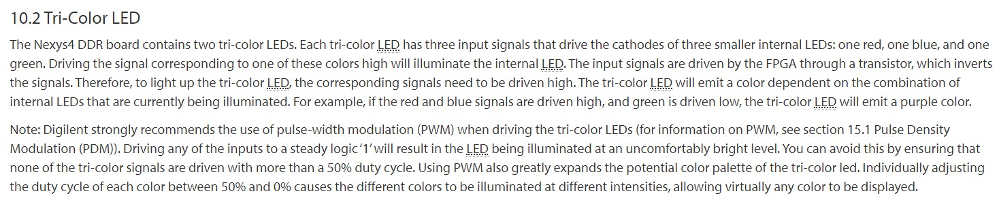 10.2 Tri-Color LED
The Nexys4 DDR board contains two tri-color LEDs. Each tri-color LED has three input signals that drive the cathodes of three smaller internal LEDs: one red, one blue, and one
green. Driving the signal corresponding to one of these colors high will illuminate the internal LED. The input signals are driven by the FPGA through a transistor, which inverts
the signals. Therefore, to light up the tri-color LED, the corresponding signals need to be driven high. The tri-color LED will emit a color dependent on the combination of
internal LEDs that are currently being illuminated. For example, if the red and blue signals are driven high, and green is driven low, the tri-color LED will emit a purple color.
Note: Digilent strongly recommends the use of pulse-width modulation (PWM) when driving the tri-color LEDs (for information on PWM, see section 15.1 Pulse Density
Modulation (PDM)). Driving any of the inputs to a steady logic ‘1’ will result in the LED being illuminated at an uncomfortably bright level. You can avoid this by ensuring that
none of the tri-color signals are driven with more than a 50% duty cycle. Using PWM also greatly expands the potential color palette of the tri-color led. Individually adjusting
the duty cycle of each color between 50% and 0% causes the different colors to be illuminated at different intensities, allowing virtually any color to be displayed.